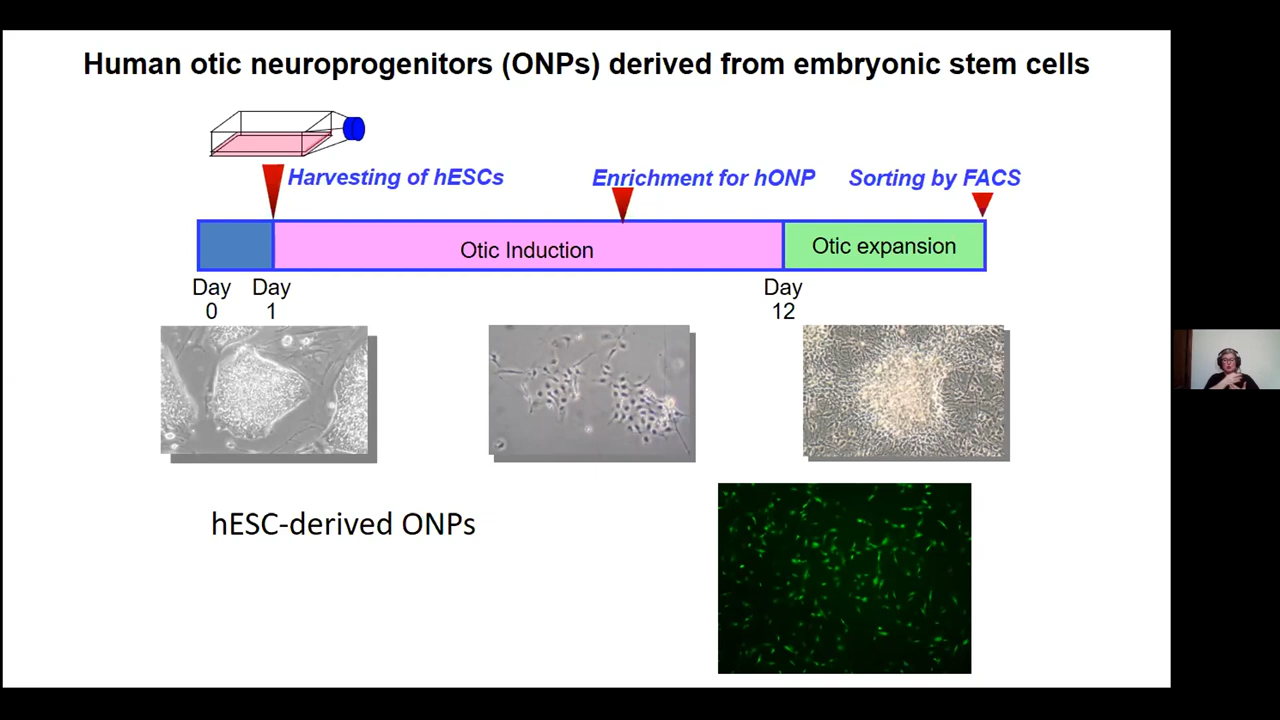 Human otic neuroprogenitors (ONPs) derived from embryonic stem cells
Harvesting of hESCs
Enrichment for hONP
Sorting by FACS
Otic Induction
Otic expansion
Day
0
Day
1
Day
12
hESC-derived ONPs